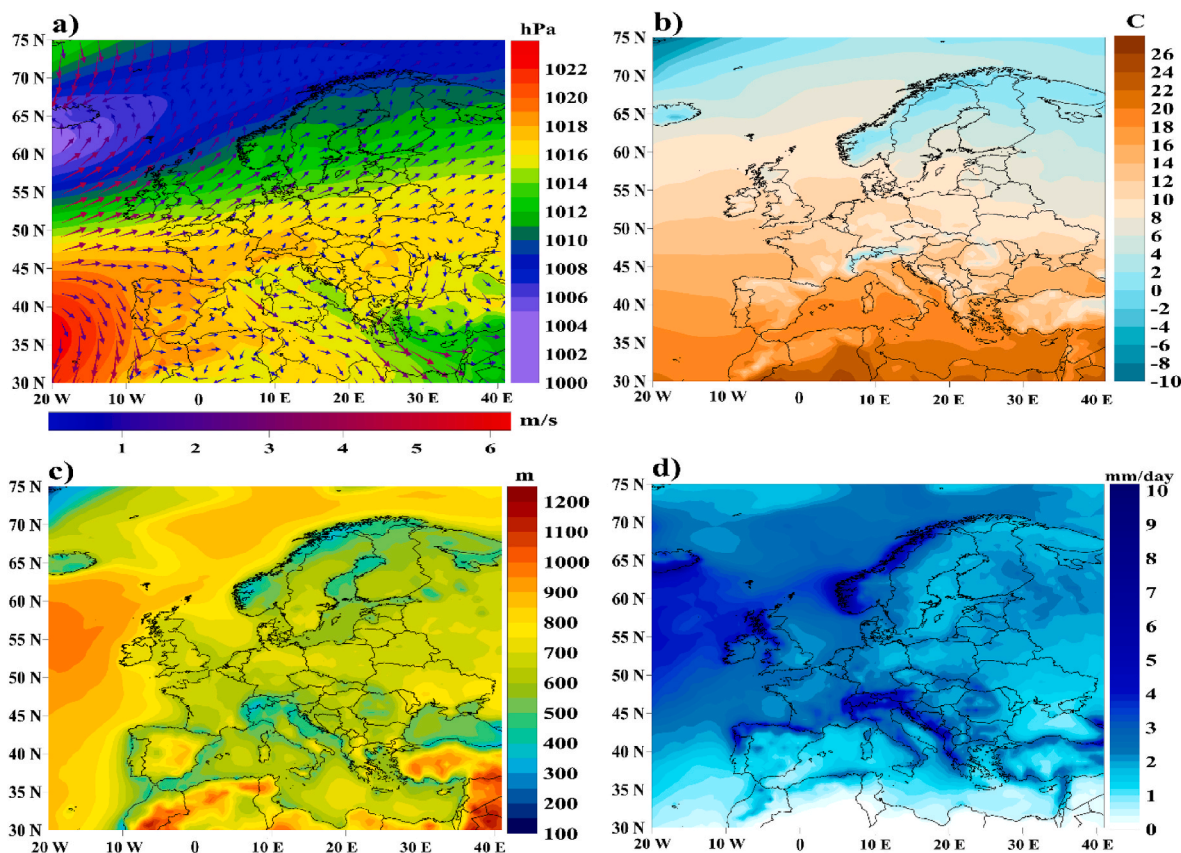 a)
hPa
75 N
70 N
65 N
60 N
55 N
50 N
45 N
40 N
35 N
30 N
20 W
10 W
0
10 E
20 E
30 E
40 E
1022
1020
1018
1016
1014
1012
1010
1008
1006
1004
1002
1000
1
2
3
4
5
6
m/s
b)
C
75 N
70 N
65 N
60 N
55 N
50 N
45 N
40 N
35 N
30 N
20 W
10 W
0
10 E
20 E
30 E
40 E
26
24
22
20
18
16
14
12
8
6
4
2
0
-2
-4
-6
-8
-10
c)
m
75 N
70 N
65 N
60 N
55 N
50 N
45 N
40 N
35 N
30 N
20 W
10 W
0
10 E
20 E
30 E
40 E
1200
1100
1000
900
800
700
600
500
400
300
200
100
d)
mm/day
75 N
70 N
65 N
60 N
55 N
50 N
45 N
40 N
35 N
30 N
20 W
10 W
0
10 E
20 E
30 E
40 E
10
9
8
7
6
5
4
3
2
1
0